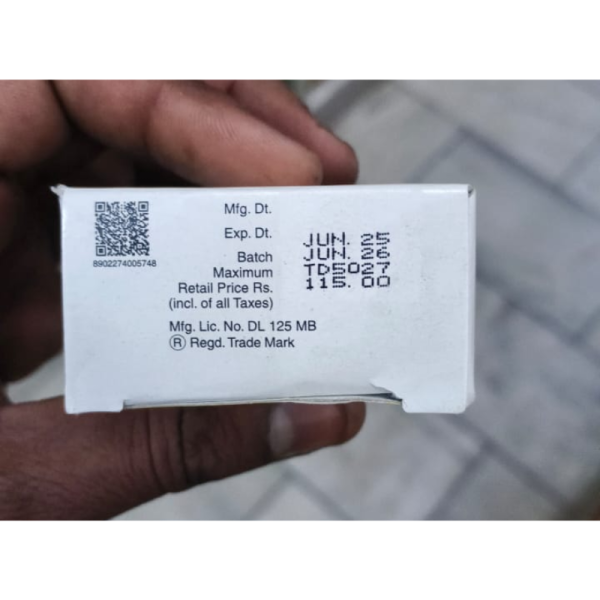 Mfg. Dt.
Exp. Dt. JUN. 25
Batch JUN. 26
Maximum TD5027
Retail Price Rs. 115.00
(incl. of all Taxes)
8902274005748
Mfg. Lic. No. DL 125 MB
® Regd. Trade Mark